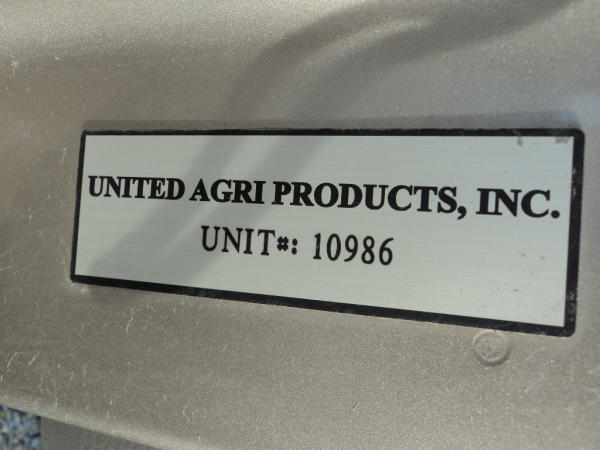 UNITED AGRI PRODUCTS, INC.
UNIT#: 10986